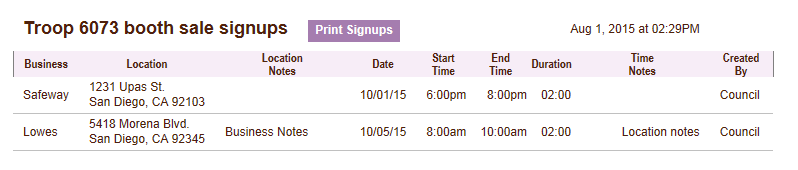 Troop 6073 booth sale signups Print Signups Aug 1, 2015 at 02:29PM
Business Location Location Notes Date Start Time End Time Duration Time Notes Created By
Safeway 1231 Upas St. 10/01/15 6:00pm 8:00pm 02:00 Council
San Diego, CA 92103
Lowes 5418 Morena Blvd. Business Notes 10/05/15 8:00am 10:00am 02:00 Location notes Council
San Diego, CA 92345